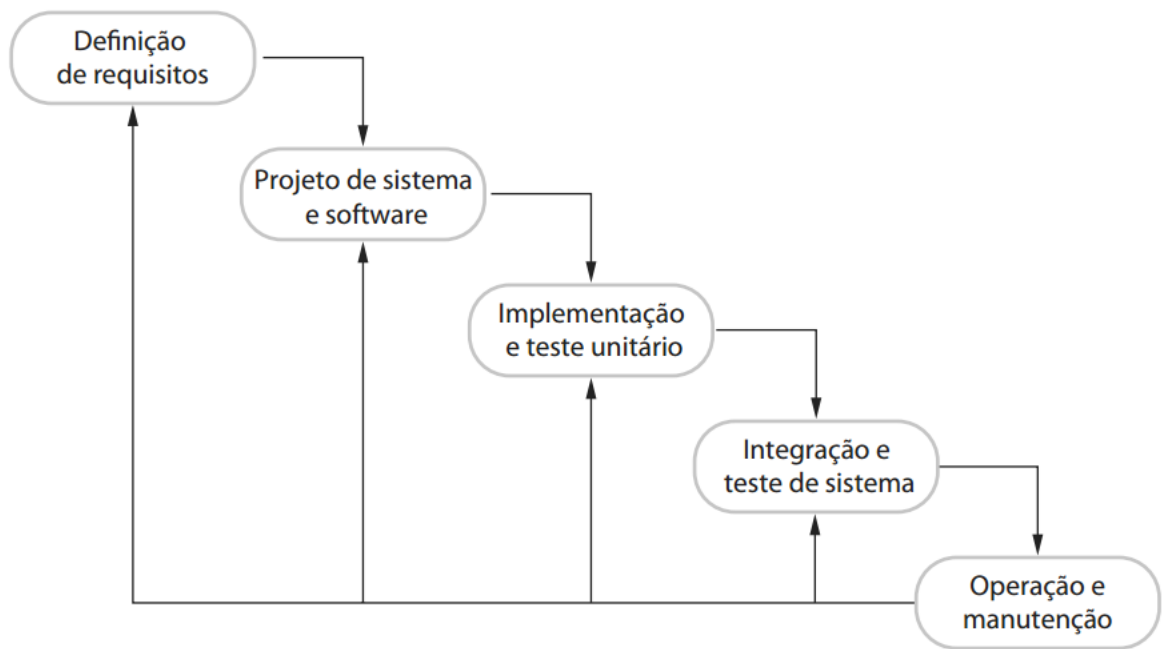 Definição
de requisitos
Projeto de sistema
e software
Implementação
e teste unitário
Integração e
teste de sistema
Operação e
manutenção